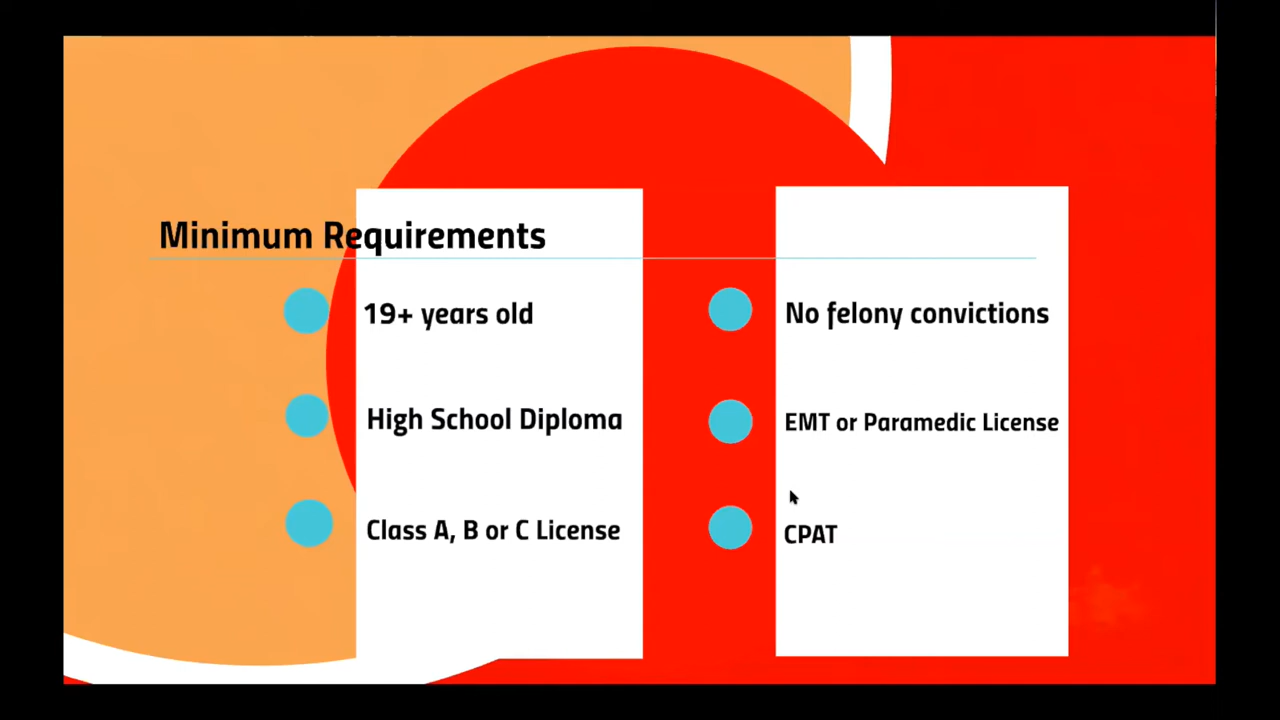 Minimum Requirements
19+ years old
High School Diploma
Class A, B or C License
No felony convictions
EMT or Paramedic License
CPAT